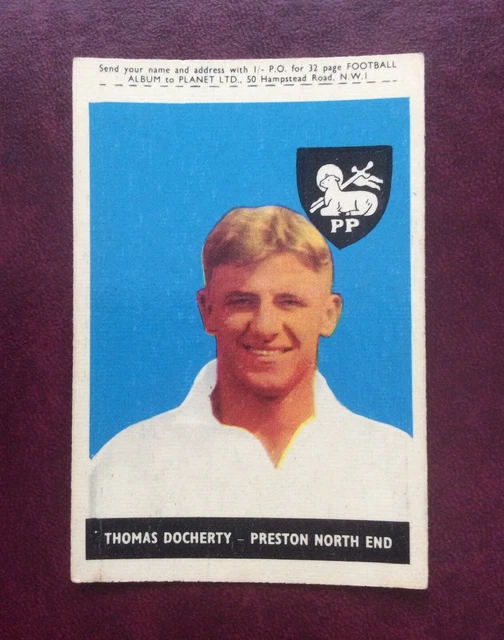 Send your name and address with 1/- P.O. for 32 page FOOTBALL
ALBUM to PLANET LTD., 50 Hampstead Road, N.W.1
PP
THOMAS DOCHERTY - PRESTON NORTH END